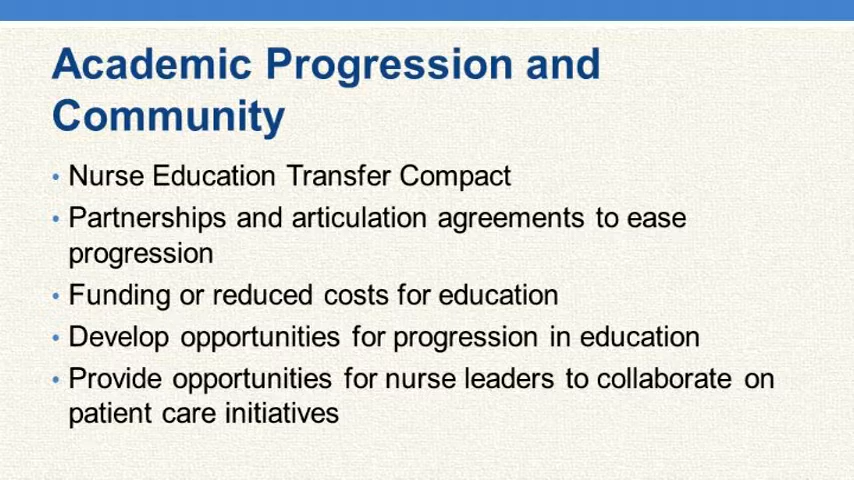 Academic Progression and
Community
• Nurse Education Transfer Compact
• Partnerships and articulation agreements to ease
progression
• Funding or reduced costs for education
• Develop opportunities for progression in education
• Provide opportunities for nurse leaders to collaborate on
patient care initiatives